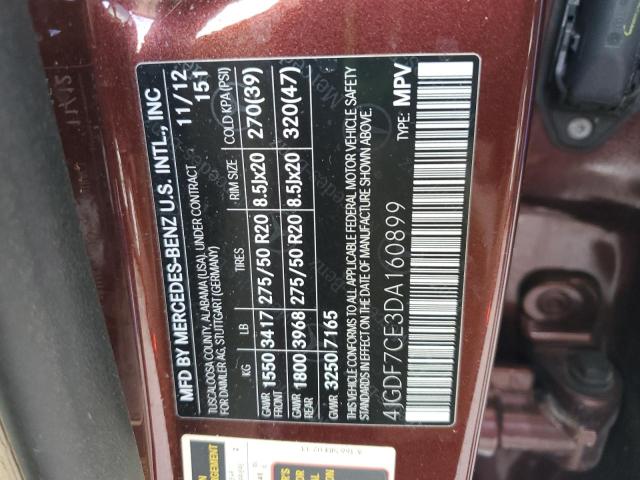 MFD BY MERCEDES-BENZ U.S. INTL., INC
TUSCALOOSA COUNTY, ALABAMA (USA). UNDER CONTRACT
FOR DAIMLER AG, STUTTGART (GERMANY)
11/12
151
KG LB TIRES RIM SIZE COLD KPA (PSI)
GAWR FRONT 1550 3417 275/50 R20 8.5Jx20 270(39)
GAWR REAR 1800 3968 275/50 R20 8.5Jx20 320(47)
GVWR 3250 7165
CONFORMS TO ALL APPLICABLE FEDERAL MOTOR VEHICLE SAFETY
STANDARDS IN EFFECT ON THE DATE OF MANUFACTURE SHOWN ABOVE.
4JGDF7CE3DA160899 TYPE: MPV